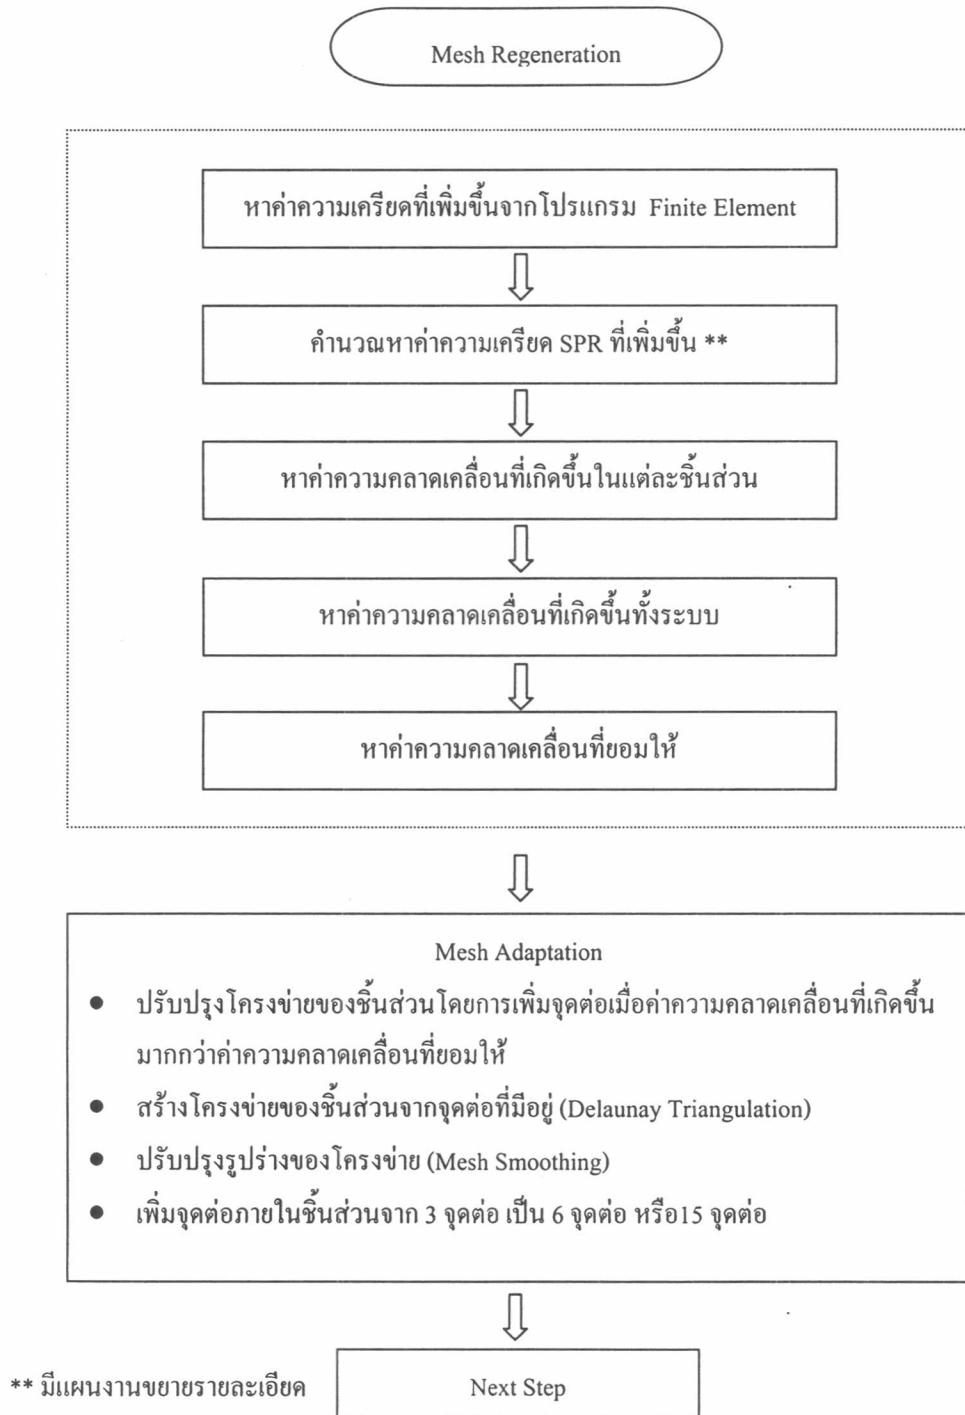 Mesh Regeneration
หาค่าความเครียดที่เพิ่มขึ้นจากโปรแกรม Finite Element
คำนวณหาค่าความเครียด SPR ที่เพิ่มขึ้น **
หาค่าความคลาดเคลื่อนที่เกิดขึ้นในแต่ละชิ้นส่วน
หาค่าความคลาดเคลื่อนที่เกิดขึ้นทั้งระบบ
หาค่าความคลาดเคลื่อนที่ยอมให้
Mesh Adaptation
● ปรับปรุงโครงข่ายของชิ้นส่วนโดยการเพิ่มจุดต่อเมื่อค่าความคลาดเคลื่อนที่เกิดขึ้น
มากกว่าค่าความคลาดเคลื่อนที่ยอมให้
● สร้างโครงข่ายของชิ้นส่วนจากจุดต่อที่มีอยู่ (Delaunay Triangulation)
● ปรับปรุงรูปร่างของโครงข่าย (Mesh Smoothing)
● เพิ่มจุดต่อภายในชิ้นส่วนจาก 3 จุดต่อ เป็น 6 จุดต่อ หรือ15 จุดต่อ
** มีแผนงานขยายรายละเอียด
Next Step